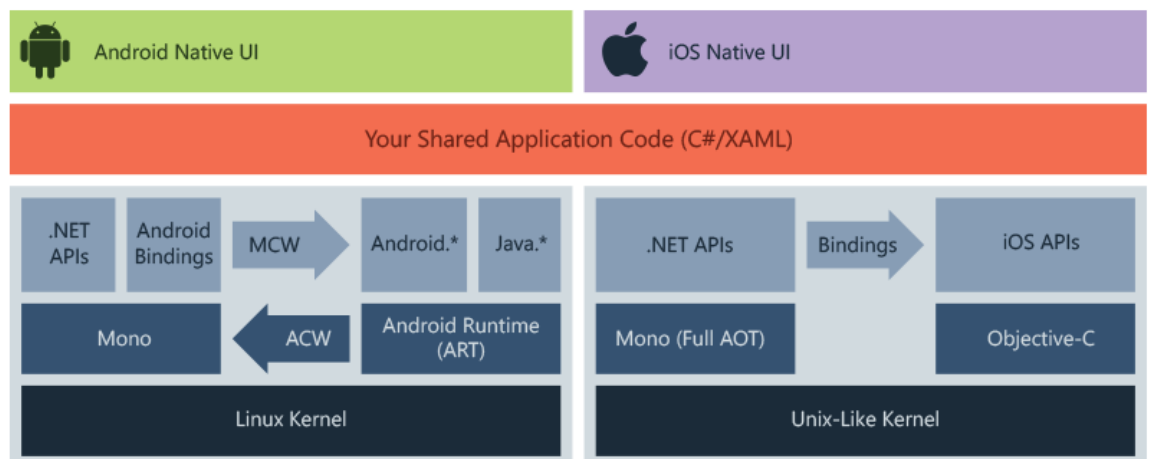 Android Native UI
iOS Native UI
Your Shared Application Code (C#/XAML)
.NET
APIs
Android
Bindings
MCW
Android.*
Java.*
.NET APIs
Bindings
iOS APIs
Mono
ACW
Android Runtime
(ART)
Mono (Full AOT)
Objective-C
Linux Kernel
Unix-Like Kernel